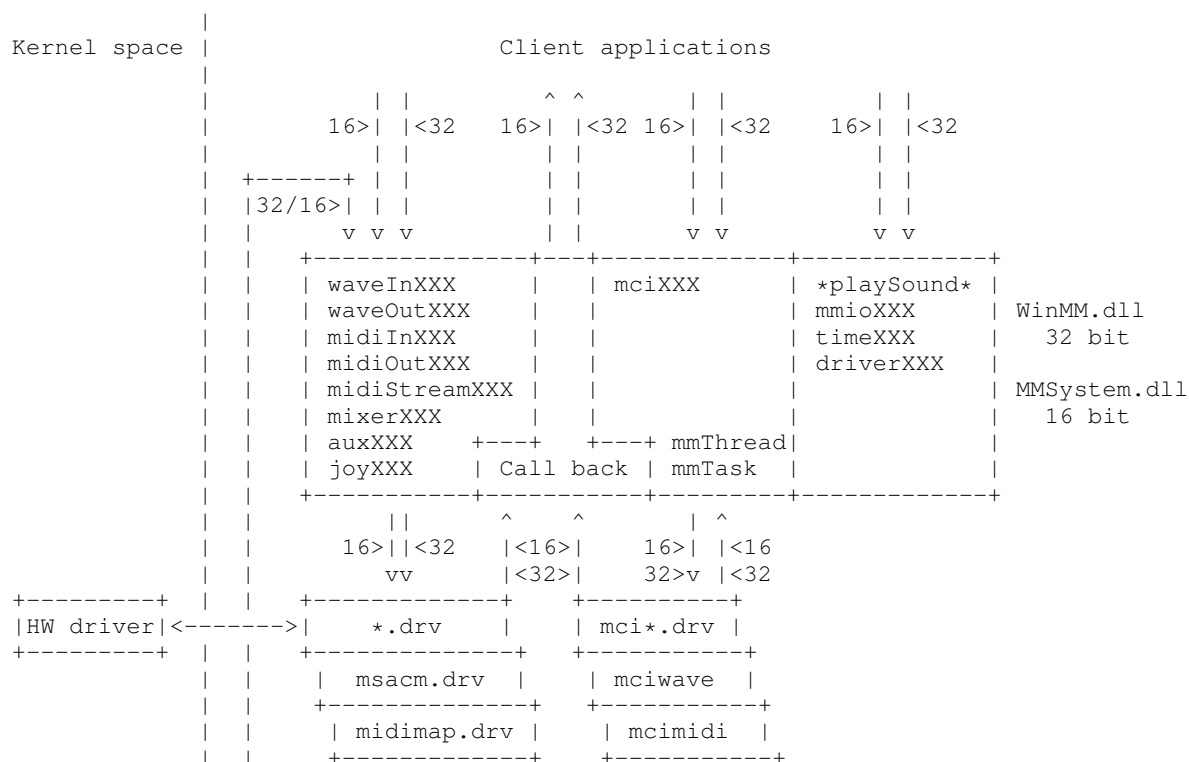 Kernel space | Client applications
16>| |<32 16>| |<32 16>| |<32 16>| |<32
|32/16>|
waveInXXX | mciXXX | *playSound*
waveOutXXX | mmioXXX | WinMM.dll
midiInXXX | timeXXX | 32 bit
midiOutXXX | driverXXX
midiStreamXXX | MMSystem.dll
mixerXXX | 16 bit
auxXXX mmThread|
joyXXX | Call back | mmTask |
16>||<32 |<16>| 16>| |<16
|<32>| 32>v |<32
|HW driver|<------->| *.drv | | mci*.drv |
| msacm.drv | | mciwave |
| midimap.drv | | mcimidi |